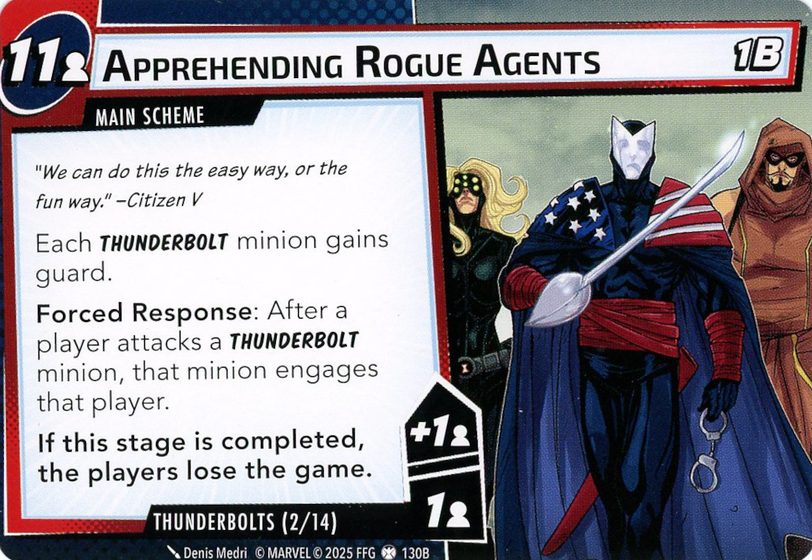 11
APPREHENDING ROGUE AGENTS
1B
MAIN SCHEME
"We can do this the easy way, or the
fun way." –Citizen V
Each THUNDERBOLT minion gains
guard.
Forced Response: After a
player attacks a THUNDERBOLT
minion, that minion engages
that player.
If this stage is completed,
the players lose the game.
+1
1
THUNDERBOLTS (2/14)
Denis Medri © MARVEL © 2025 FFG 130B